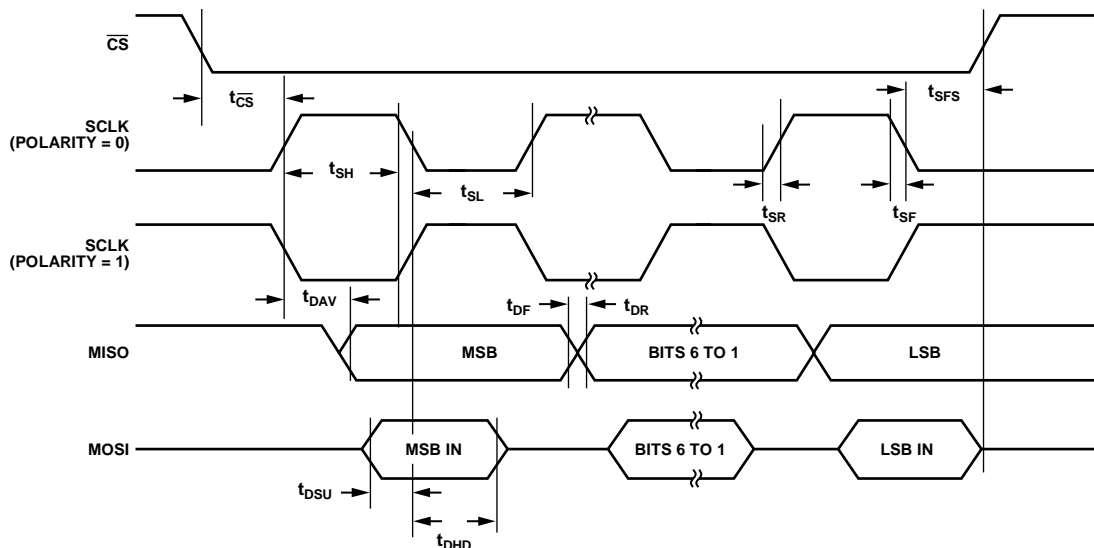 CS
tCS
tSFS
SCLK
(POLARITY = 0)
tSH
tSL
tSR
tSF
SCLK
(POLARITY = 1)
tDAV
tDF
tDR
MISO
MSB
BITS 6 TO 1
LSB
MOSI
MSB IN
BITS 6 TO 1
LSB IN
tDSU
tDHD